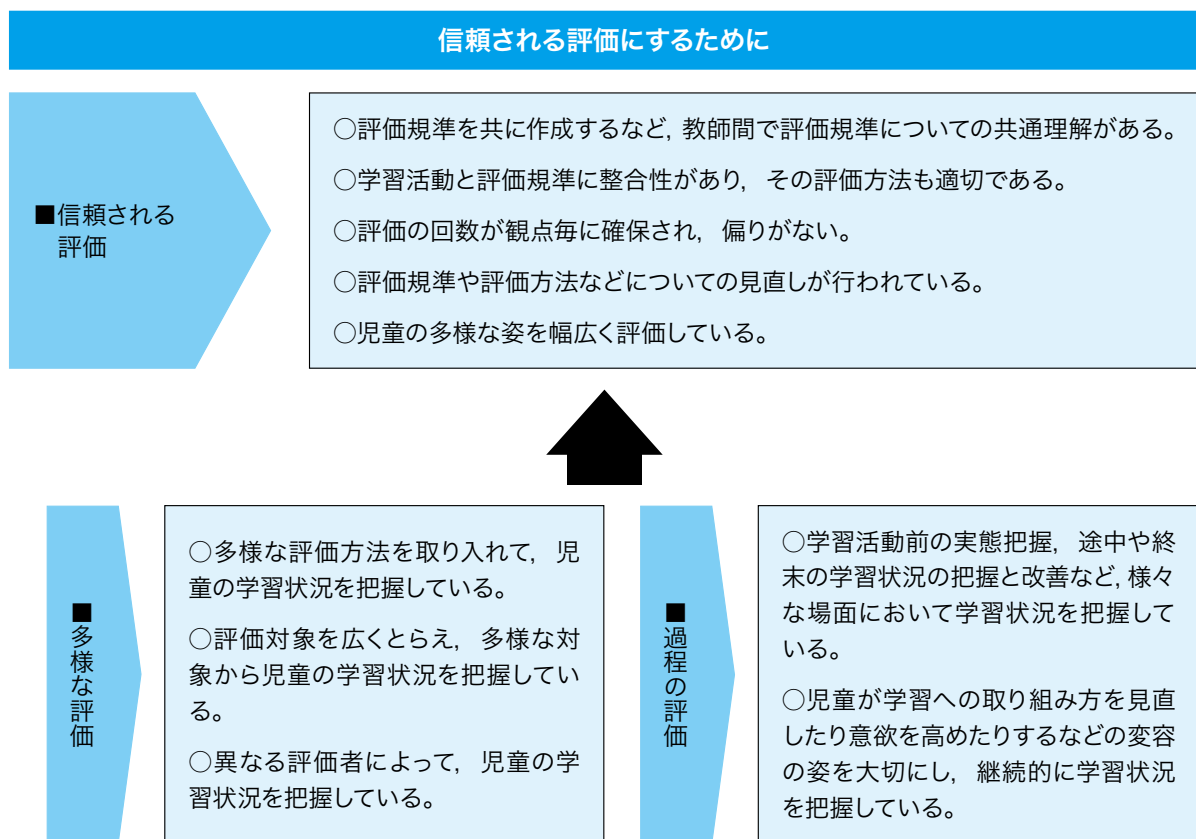 信頼される評価にするために
■信頼される
評価
○評価規準を共に作成するなど，教師間で評価規準についての共通理解がある。
○学習活動と評価規準に整合性があり，その評価方法も適切である。
○評価の回数が観点毎に確保され，偏りがない。
○評価規準や評価方法などについての見直しが行われている。
○児童の多様な姿を幅広く評価している。
■多様な評価
○多様な評価方法を取り入れて，児
童の学習状況を把握している。
○評価対象を広くとらえ，多様な対
象から児童の学習状況を把握してい
る。
○異なる評価者によって，児童の学
習状況を把握している。
■過程の評価
○学習活動前の実態把握，途中や終
末の学習状況の把握と改善など，様々
な場面において学習状況を把握して
いる。
○児童が学習への取り組み方を見直
したり意欲を高めたりするなどの変容
の姿を大切にし，継続的に学習状況
を把握している。